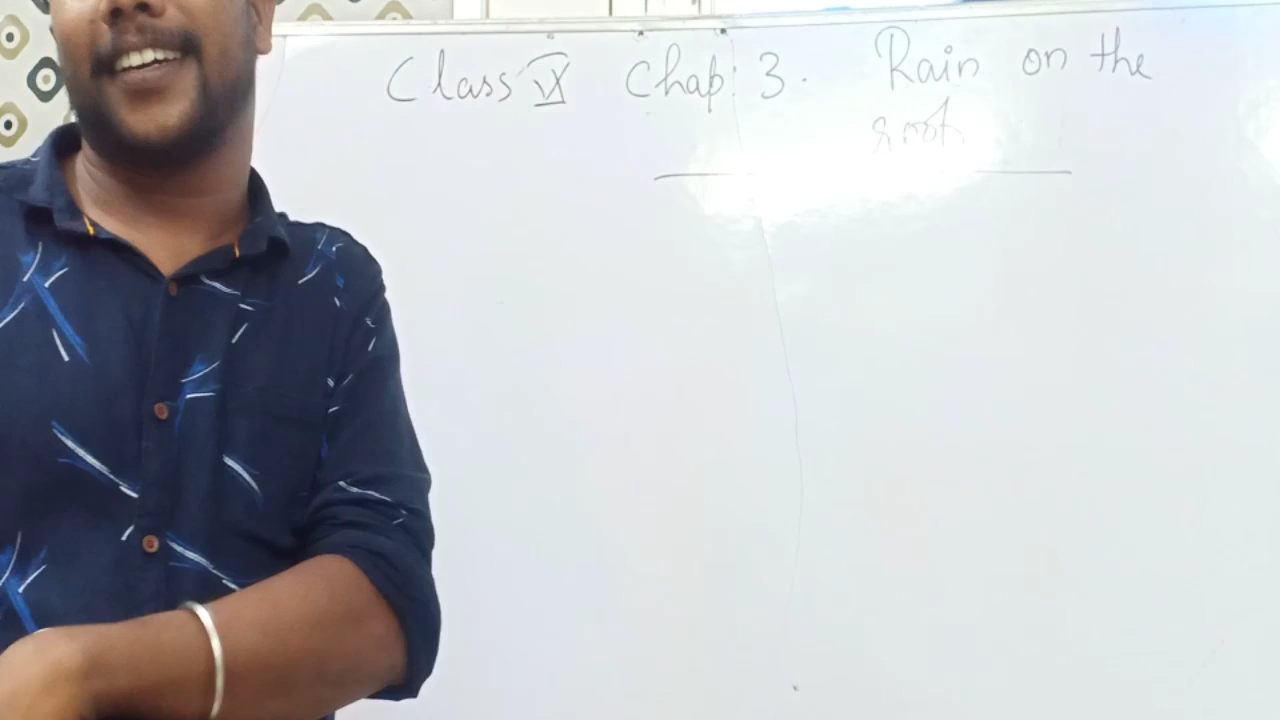 Class IX Chap: 3. Rain on the
roof